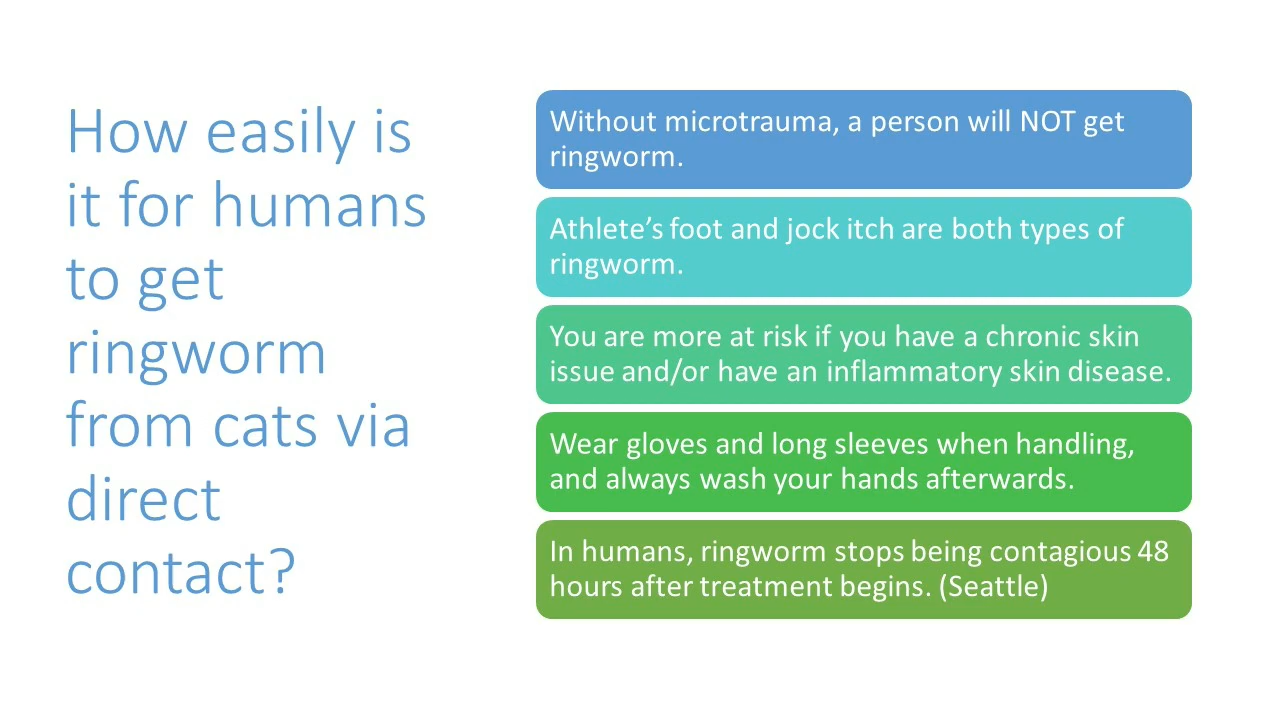 How easily is
it for humans
to get
ringworm
from cats via
direct
contact?
Without microtrauma, a person will NOT get
ringworm.
Athlete’s foot and jock itch are both types of
ringworm.
You are more at risk if you have a chronic skin
issue and/or have an inflammatory skin disease.
Wear gloves and long sleeves when handling,
and always wash your hands afterwards.
In humans, ringworm stops being contagious 48
hours after treatment begins. (Seattle)